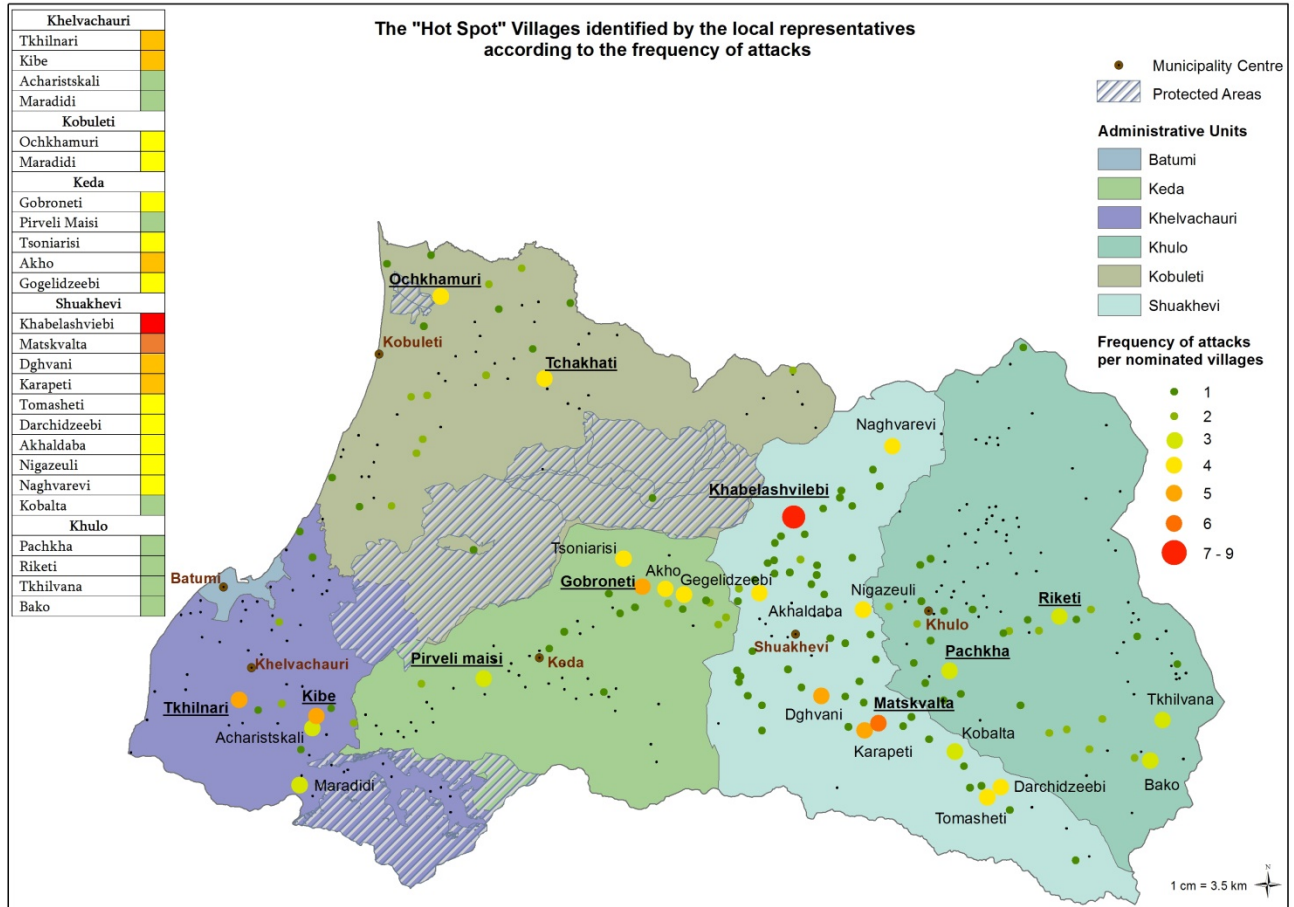 Khelvachauri
Tkhilnari
Kibe
Acharistskali
Maradidi
Kobuleti
Ochkhamuri
Maradidi
Keda
Gobroneti
Pirveli Maisi
Tsoniarisi
Akho
Gogelidzeebi
Shuakhevi
Khabelashviebi
Matskvalta
Dghvani
Karapeti
Tomasheti
Darchidzeebi
Akhaldaba
Nigazeuli
Naghvarevi
Kobalta
Khulo
Pachkha
Riketi
Tkhilvana
Bako
The "Hot Spot" Villages identified by the local representatives
according to the frequency of attacks
Municipality Centre
Protected Areas
Administrative Units
Batumi
Keda
Khelvachauri
Khulo
Kobuleti
Shuakhevi
Frequency of attacks
per nominated villages
1
2
3
4
5
6
7 - 9
Ochkhamuri
Kobuleti
Tchakhati
Naghvarevi
Khabelashvilebi
Tsoniarisi
Akho
Gobroneti
Gegelidzeebi
Batumi
Nigazeuli
Akhaldaba
Riketi
Khulo
Shuakhevi
Khelvachauri
Pirveli maisi
Keda
Pachkha
Tkhilnari
Kibe
Dghvani
Matskvalta
Tkhilvana
Acharistskali
Karapeti
Kobalta
Maradidi
Darchidzeebi
Bako
Tomasheti
N
1 cm = 3.5 km